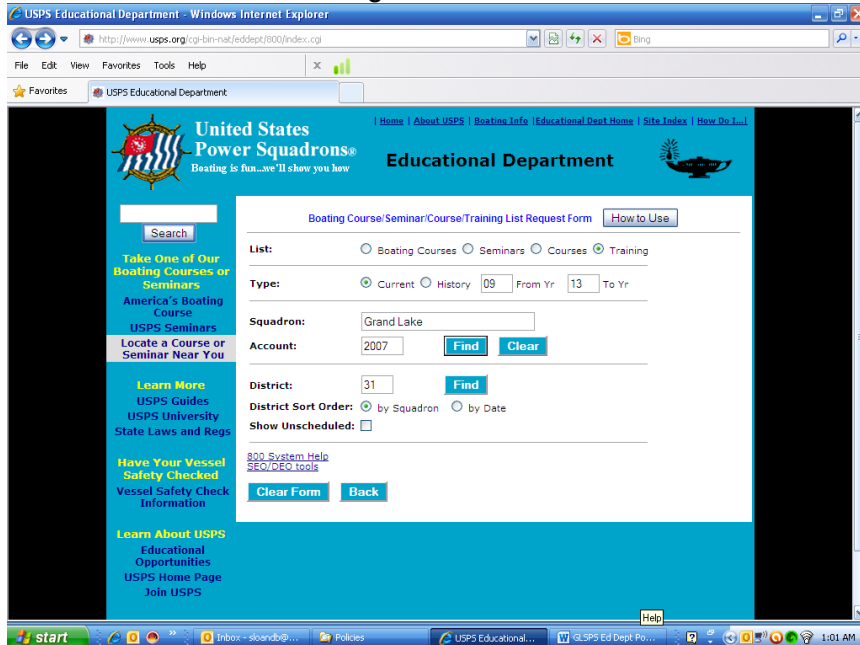 USPS Educational Department - Windows Internet Explorer
http://www.usps.org/cgi-bin-nat/eddept/800/index.cgi
Bing
File Edit View Favorites Tools Help
x
Favorites USPS Educational Department
| Home | About USPS | Boating Info |Educational Dept Home | Site Index | How Do I...|
United States
Power Squadrons®
Boating is fun...we'll show you how
Educational Department
Search
Boating Course/Seminar/Course/Training List Request Form How to Use
List: Boating Courses Seminars Courses Training
Type: Current History 09 From Yr 13 To Yr
Squadron: Grand Lake
Account: 2007 Find Clear
District: 31 Find
District Sort Order: by Squadron by Date
Show Unscheduled:
800 System Help
SEO/DEO tools
Clear Form Back
Take One of Our
Boating Courses or
Seminars
America's Boating
Course
USPS Seminars
Locate a Course or
Seminar Near You
Learn More
USPS Guides
USPS University
State Laws and Regs
Have Your Vessel
Safety Checked
Vessel Safety Check
Information
Learn About USPS
Educational
Opportunities
USPS Home Page
Join USPS
Help
start Inbox - sloandb@... Policies USPS Educational... GLSPS Ed Dept Po... 1:01 AM